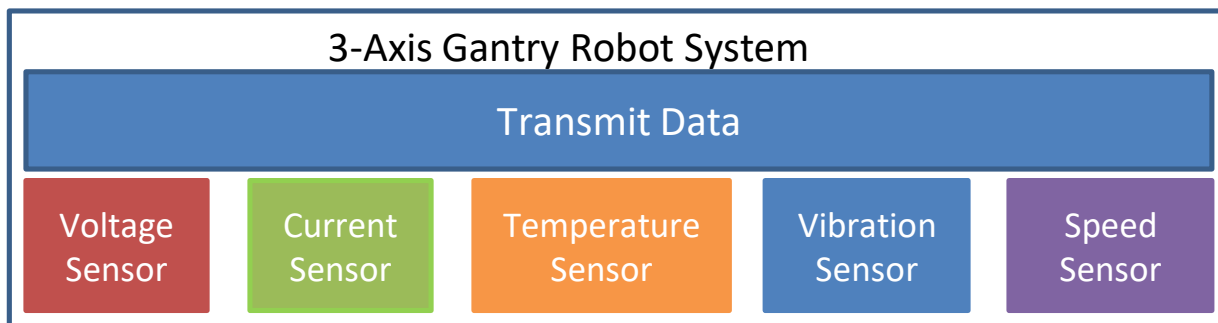 3-Axis Gantry Robot System
Transmit Data
Voltage
Sensor
Current
Sensor
Temperature
Sensor
Vibration
Sensor
Speed
Sensor